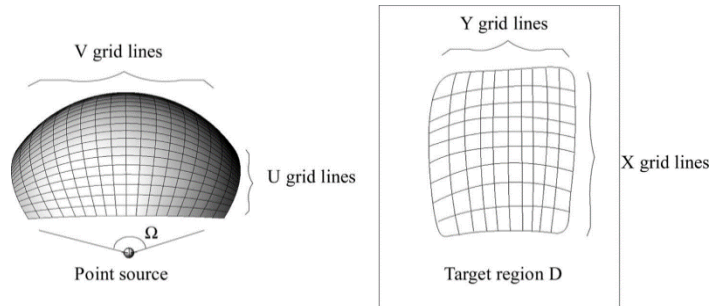 V grid lines
U grid lines
Ω
Point source
Y grid lines
X grid lines
Target region D